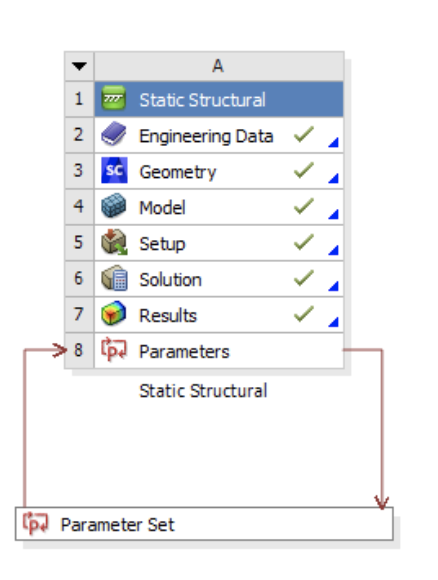 A
1 Static Structural
2 Engineering Data
3 SC Geometry
4 Model
5 Setup
6 Solution
7 Results
8 p Parameters
Static Structural
p Parameter Set